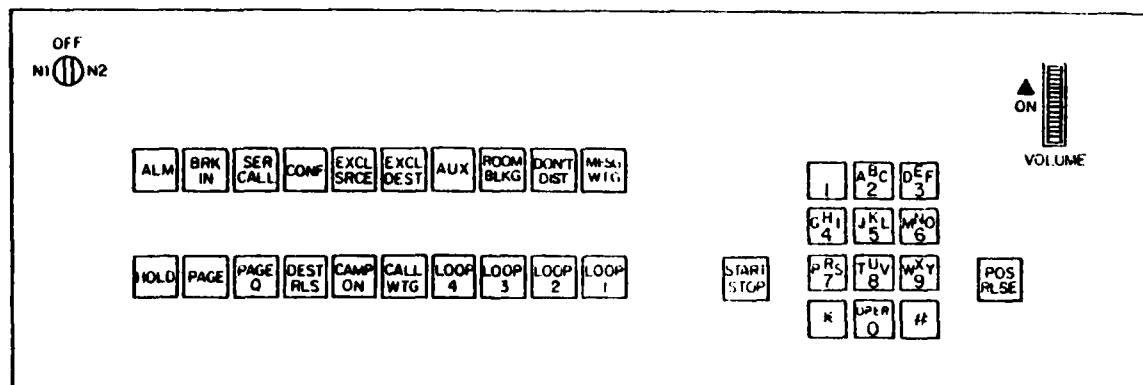 OFF
N1 N2
ON
VOLUME
ALM BRK IN SER CALL CONF EXCL SRCE EXCL DEST AUX ROOM BLKG DON'T DIST MESG WTG
1 ABC 2 DEF 3
GHI 4 JKL 5 MNO 6
HOLD PAGE PAGE Q DEST RLS CAMP ON CALL WTG LOOP 4 LOOP 3 LOOP 2 LOOP 1
START STOP
PRS 7 TUV 8 WXY 9
POS RLSE
* OPER 0 #